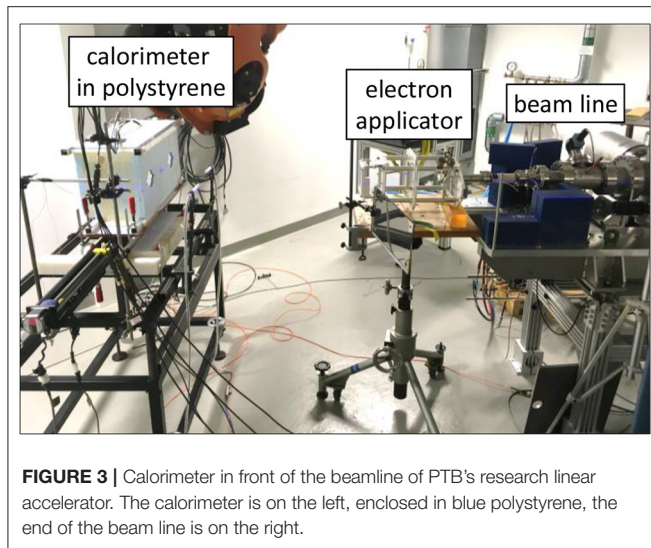 calorimeter
in polystyrene
electron
applicator
beam line
FIGURE 3 | Calorimeter in front of the beamline of PTB's research linear
accelerator. The calorimeter is on the left, enclosed in blue polystyrene, the
end of the beam line is on the right.